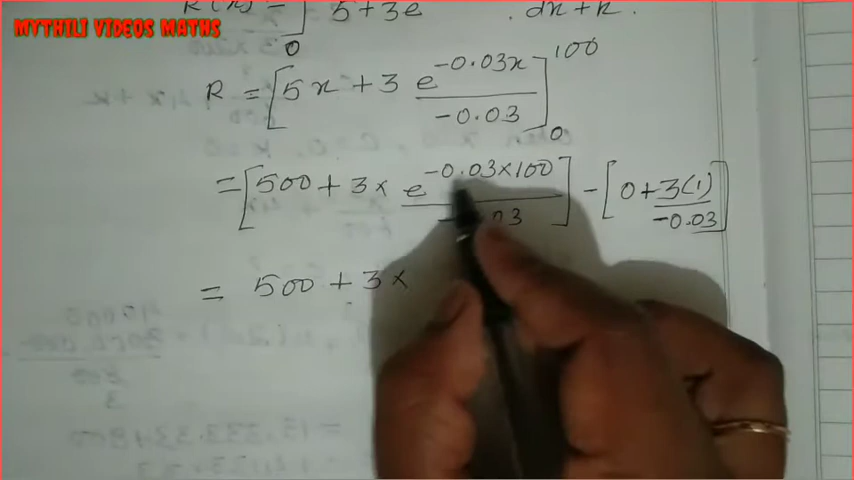 R(x) = ∫ 5+3e . dx + k.
0
MYTHILI VIDEOS MATHS
R = [5x + 3 e^{-0.03x} / -0.03]_0^{100}
= [500 + 3 × e^{-0.03×100} / -0.03] - [0 + 3(1) / -0.03]
= 500 + 3 ×